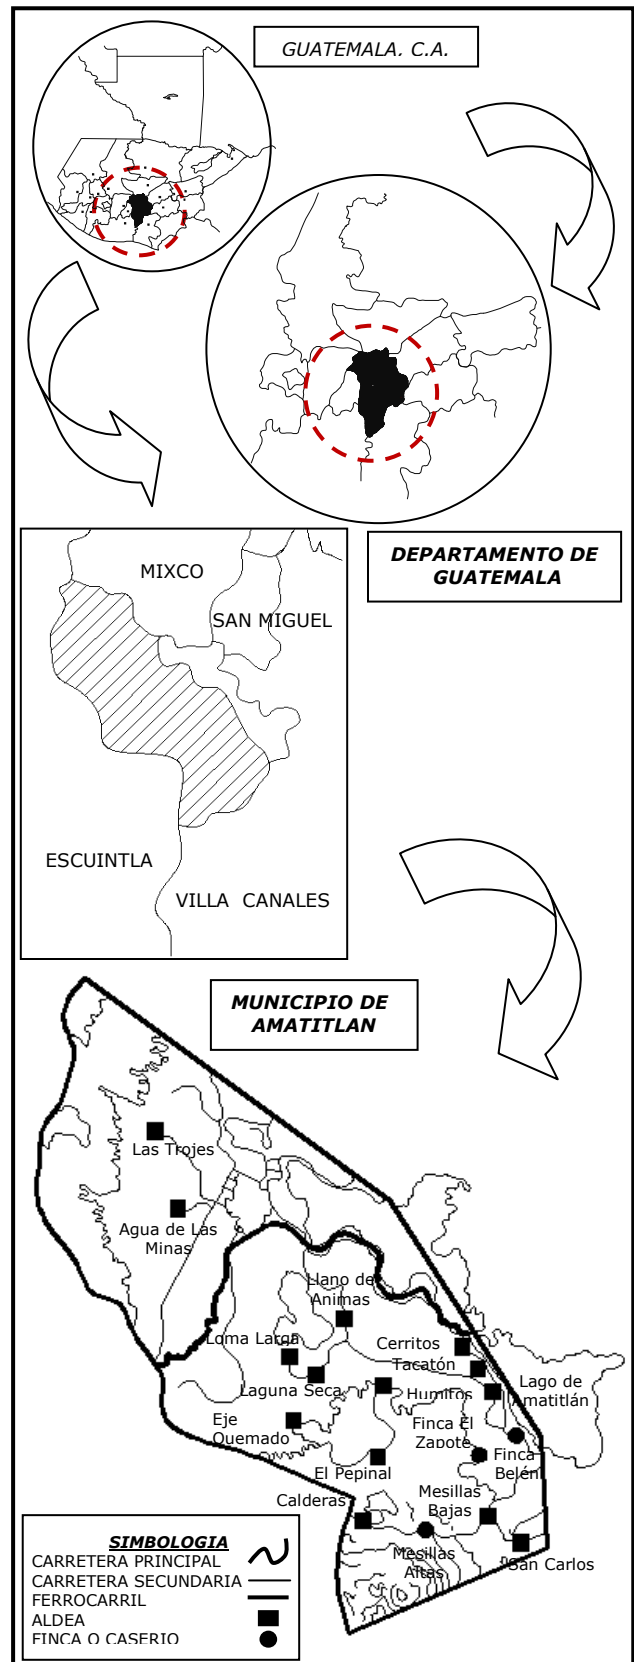 GUATEMALA. C.A.
DEPARTAMENTO DE
GUATEMALA
MIXCO
SAN MIGUEL
ESCUINTLA
VILLA CANALES
MUNICIPIO DE
AMATITLAN
Las Trojes
Agua de Las
Minas
Llano de
Animas
Loma Larga
Cerritos
Tacatón
Laguna Seca
Humitos
Lago de
Amatitlán
Eje
Quemado
Finca El
Zapote
Finca
Belén
El Pepinal
Calderas
Mesillas
Bajas
Mesillas
Altas
San Carlos
SIMBOLOGIA
CARRETERA PRINCIPAL
CARRETERA SECUNDARIA
FERROCARRIL
ALDEA
FINCA O CASERIO